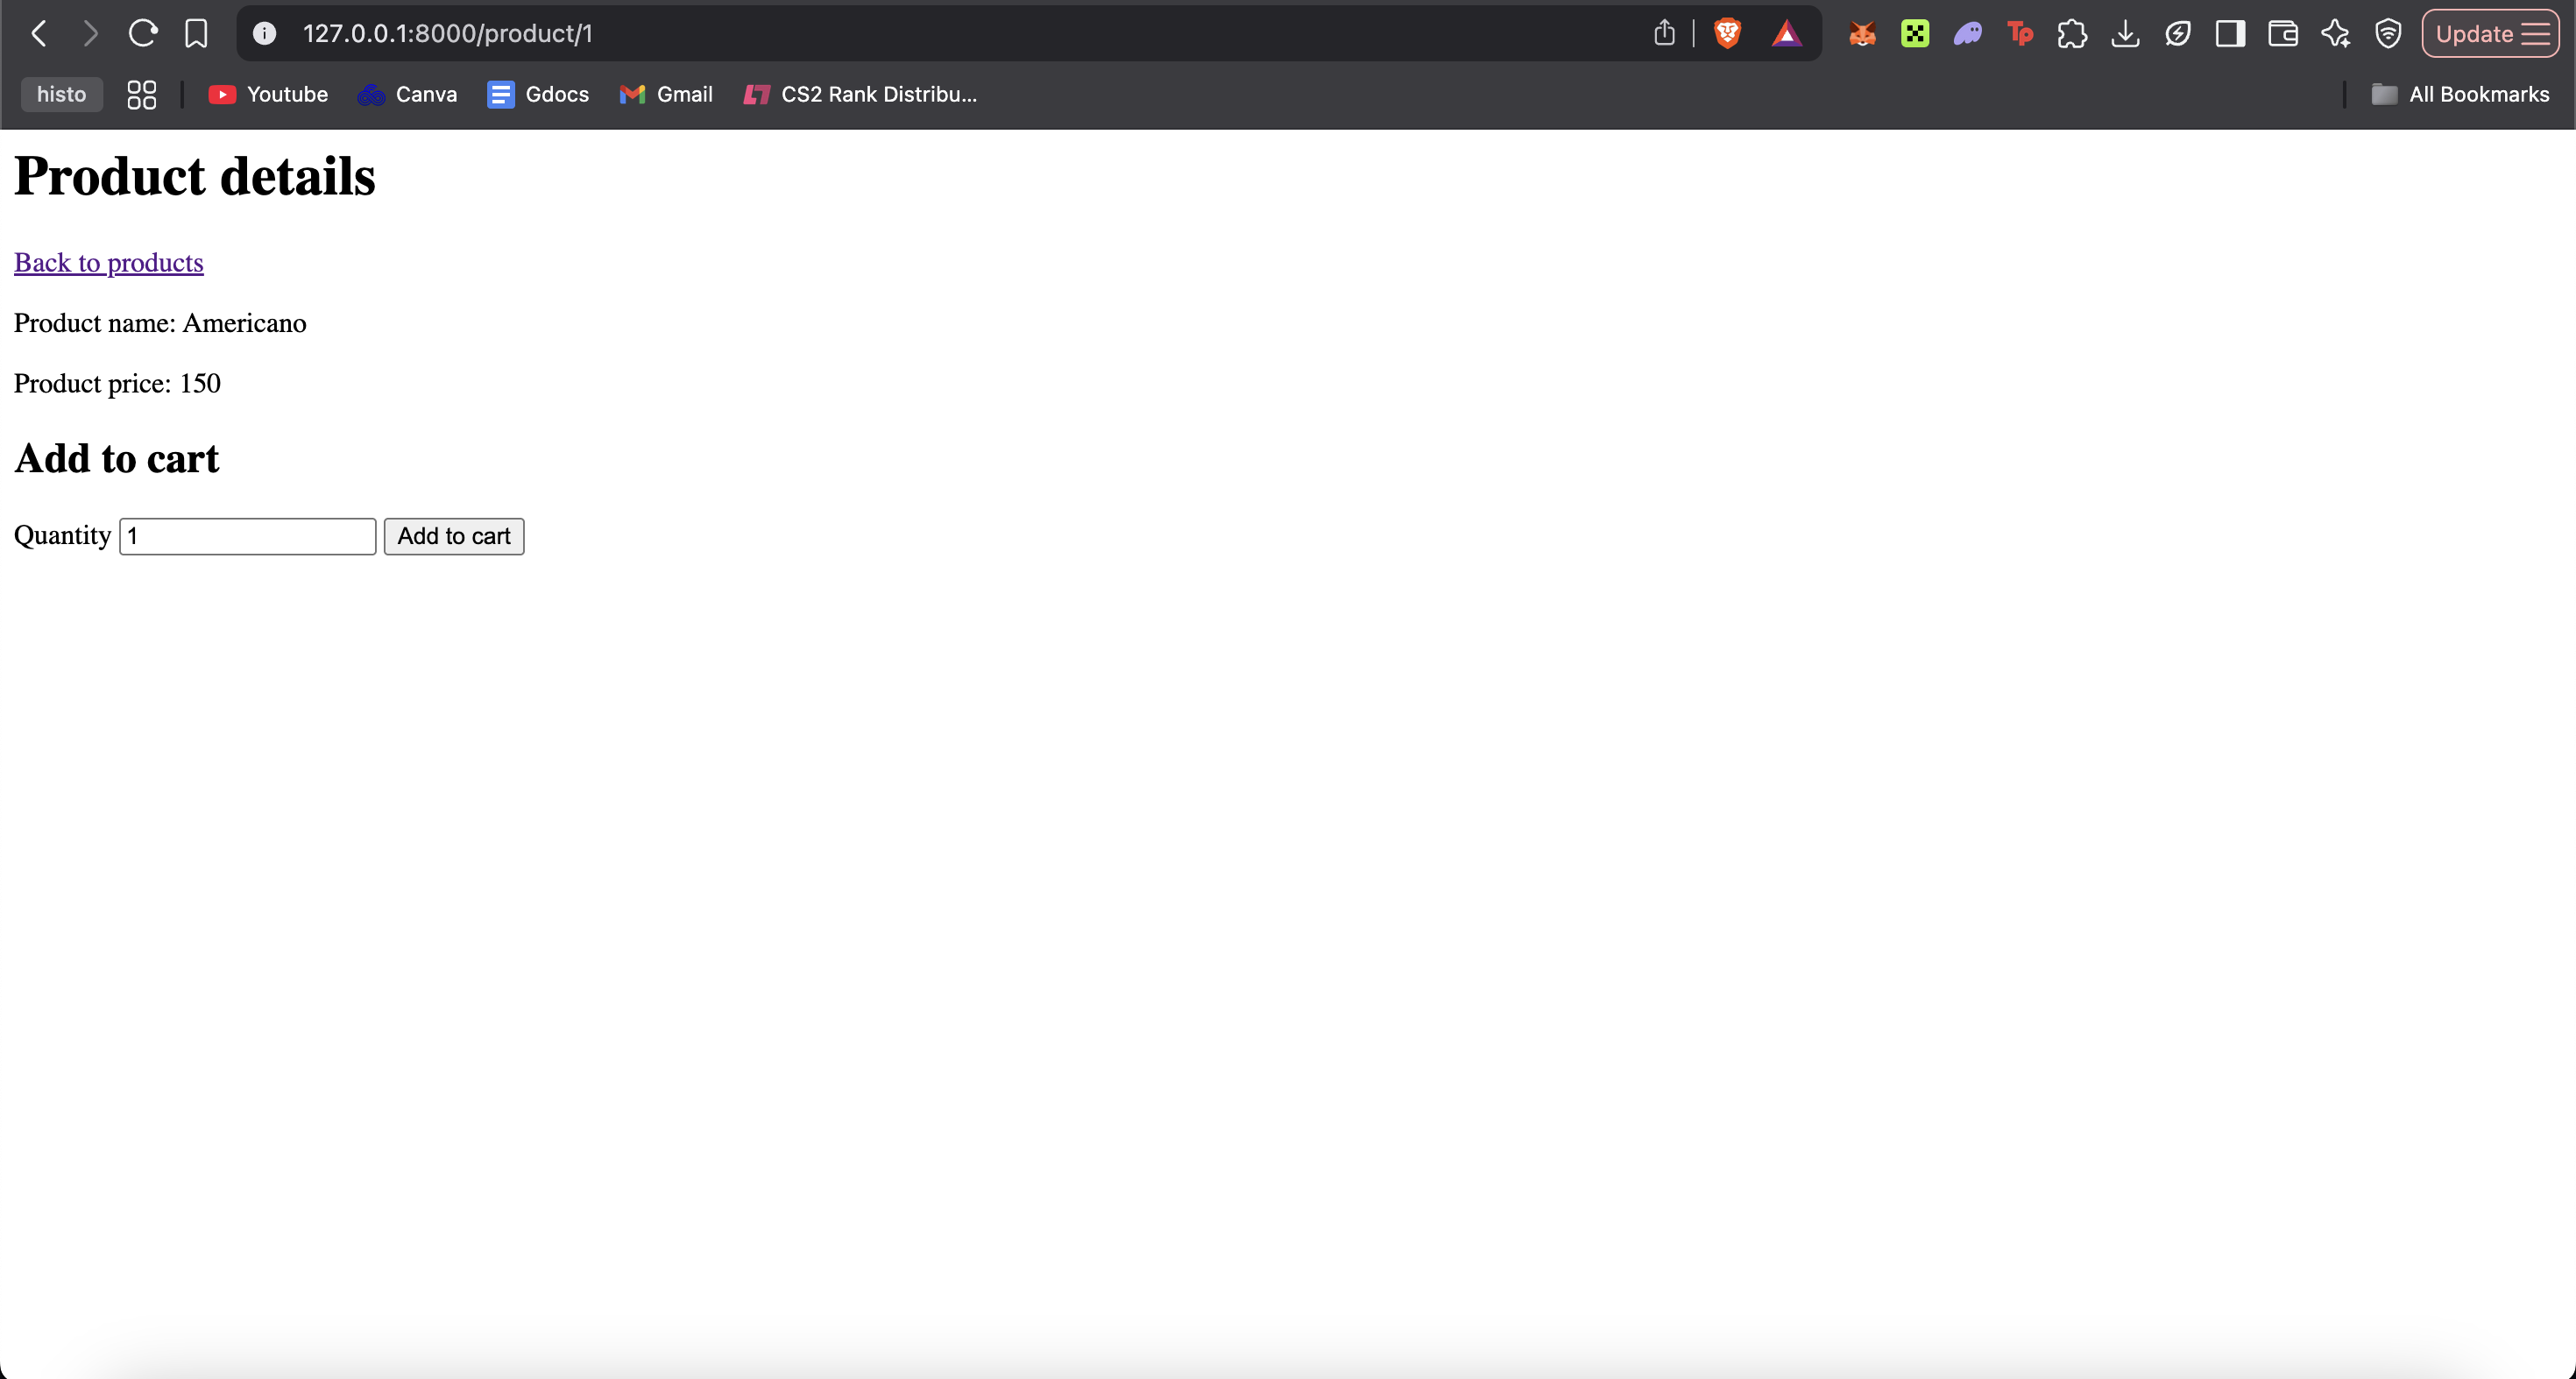 127.0.0.1:8000/product/1
Tp
Update
histo
Youtube
Canva
Gdocs
Gmail
CS2 Rank Distribu...
All Bookmarks
Product details
Back to products
Product name: Americano
Product price: 150
Add to cart
Quantity 1 Add to cart